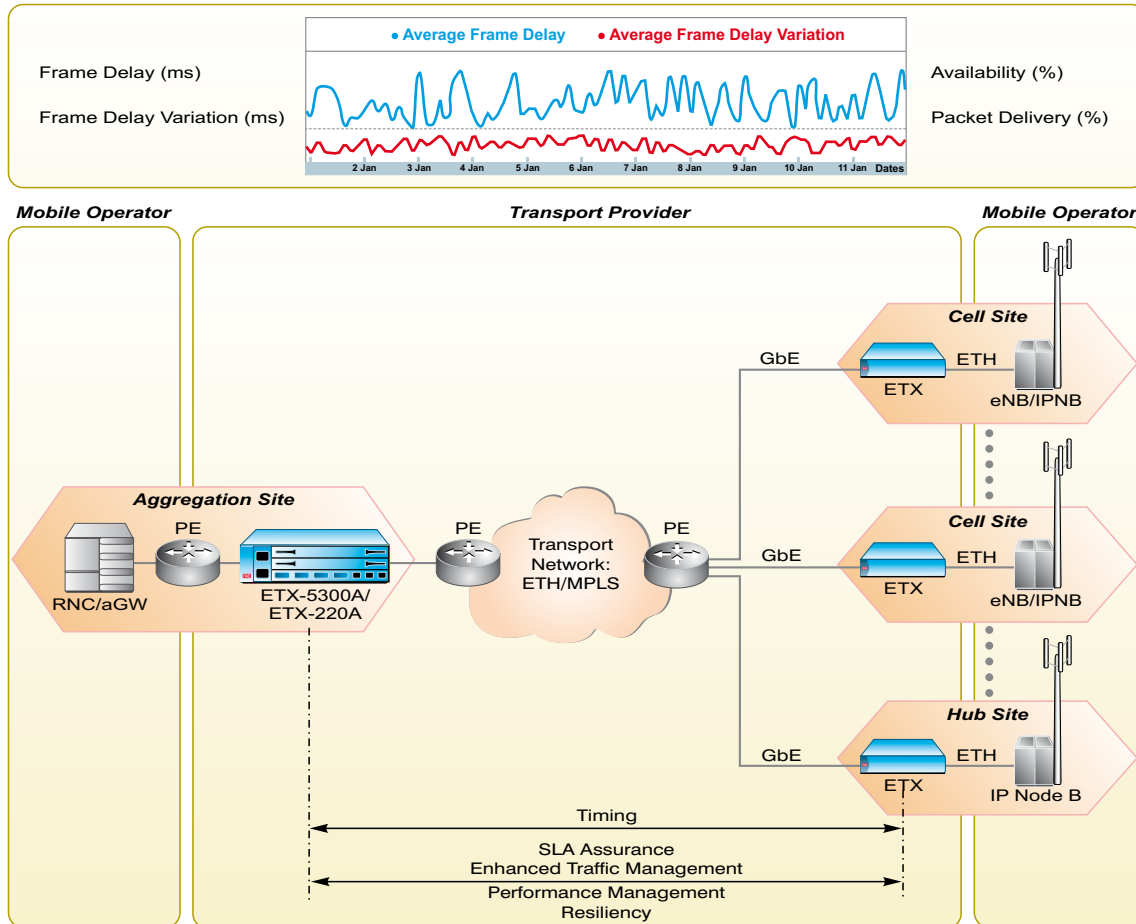 • Average Frame Delay • Average Frame Delay Variation
Frame Delay (ms)
Frame Delay Variation (ms)
Availability (%)
Packet Delivery (%)
2 Jan 3 Jan 4 Jan 5 Jan 6 Jan 7 Jan 8 Jan 9 Jan 10 Jan 11 Jan Dates
Mobile Operator
Transport Provider
Mobile Operator
Cell Site
GbE
ETH
ETX
eNB/IPNB
Aggregation Site
PE
RNC/aGW
ETX-5300A/
ETX-220A
PE
Transport
Network:
ETH/MPLS
PE
Cell Site
GbE
ETH
ETX
eNB/IPNB
Hub Site
GbE
ETH
ETX
IP Node B
Timing
SLA Assurance
Enhanced Traffic Management
Performance Management
Resiliency